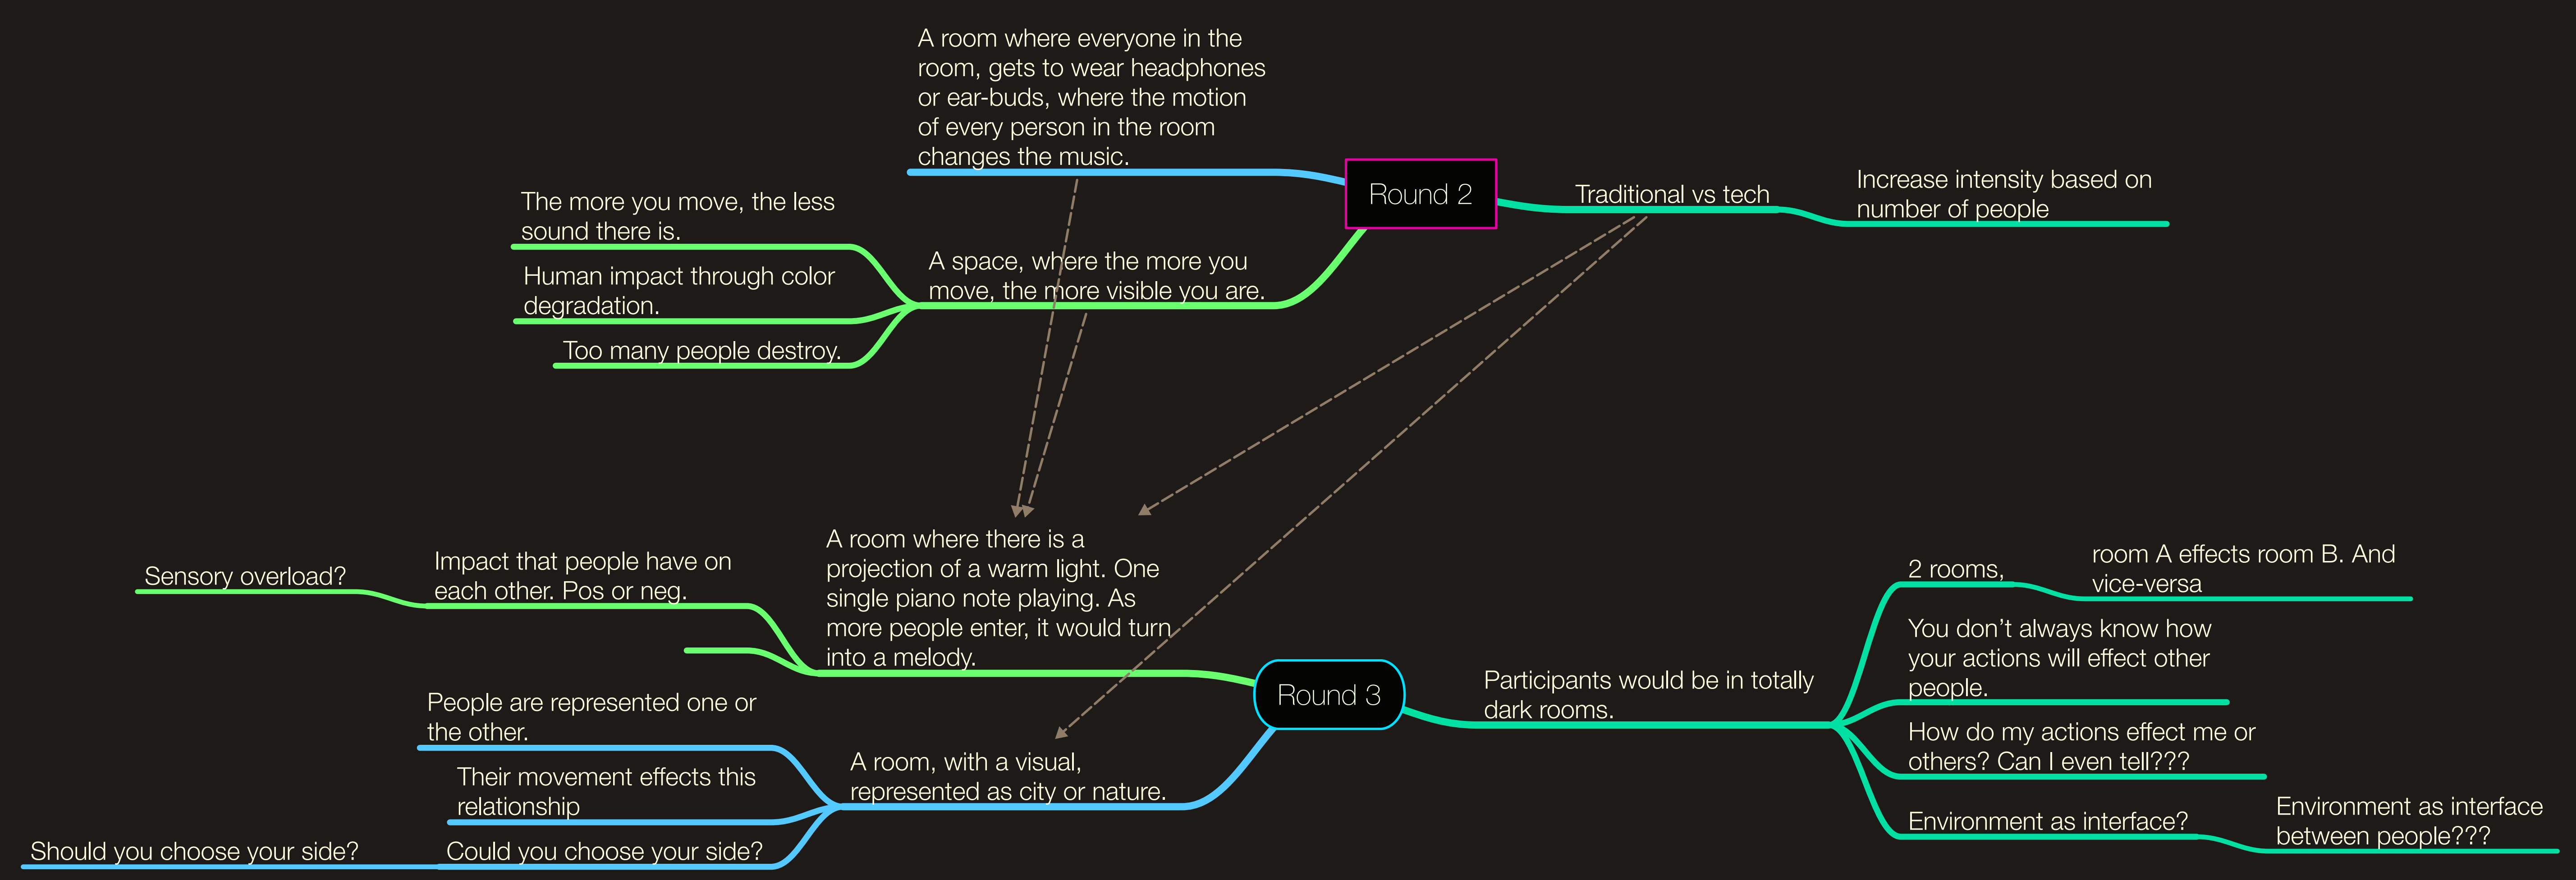 A room where everyone in the
room, gets to wear headphones
or ear-buds, where the motion
of every person in the room
changes the music.
The more you move, the less
sound there is.
Human impact through color
degradation.
Too many people destroy.
A space, where the more you
move, the more visible you are.
Round 2
Traditional vs tech
Increase intensity based on
number of people
Sensory overload?
Impact that people have on
each other. Pos or neg.
A room where there is a
projection of a warm light. One
single piano note playing. As
more people enter, it would turn
into a melody.
People are represented one or
the other.
Their movement effects this
relationship
Should you choose your side?
Could you choose your side?
A room, with a visual,
represented as city or nature.
Round 3
Participants would be in totally
dark rooms.
2 rooms,
room A effects room B. And
vice-versa
You don’t always know how
your actions will effect other
people.
How do my actions effect me or
others? Can I even tell???
Environment as interface?
Environment as interface
between people???